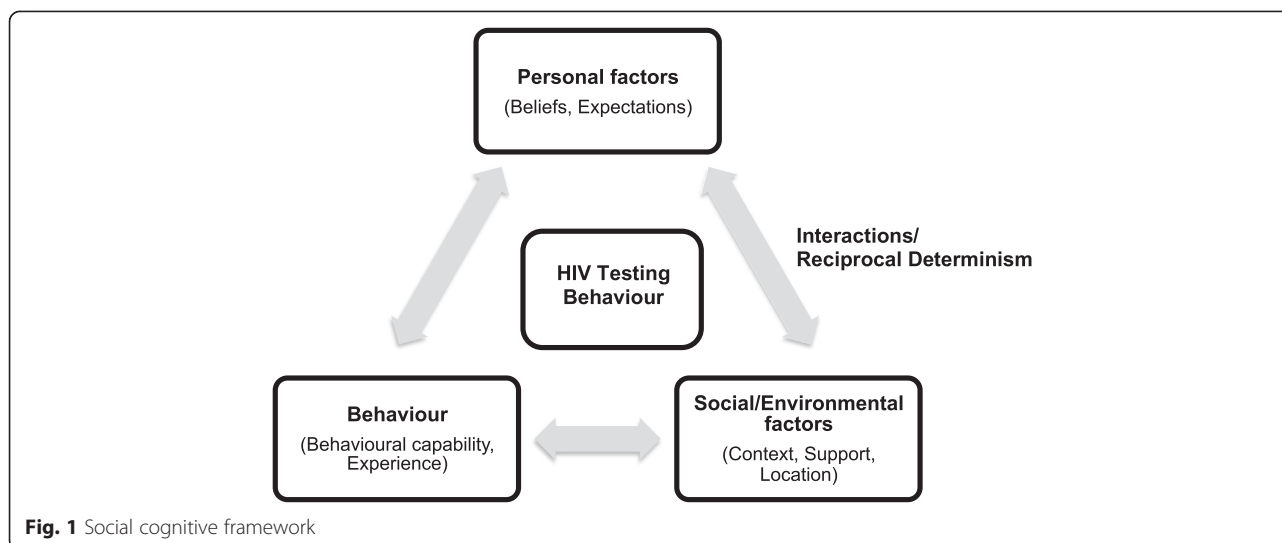 Personal factors
(Beliefs, Expectations)
Interactions/
Reciprocal Determinism
HIV Testing
Behaviour
Behaviour
(Behavioural capability,
Experience)
Social/Environmental
factors
(Context, Support,
Location)
Fig. 1 Social cognitive framework